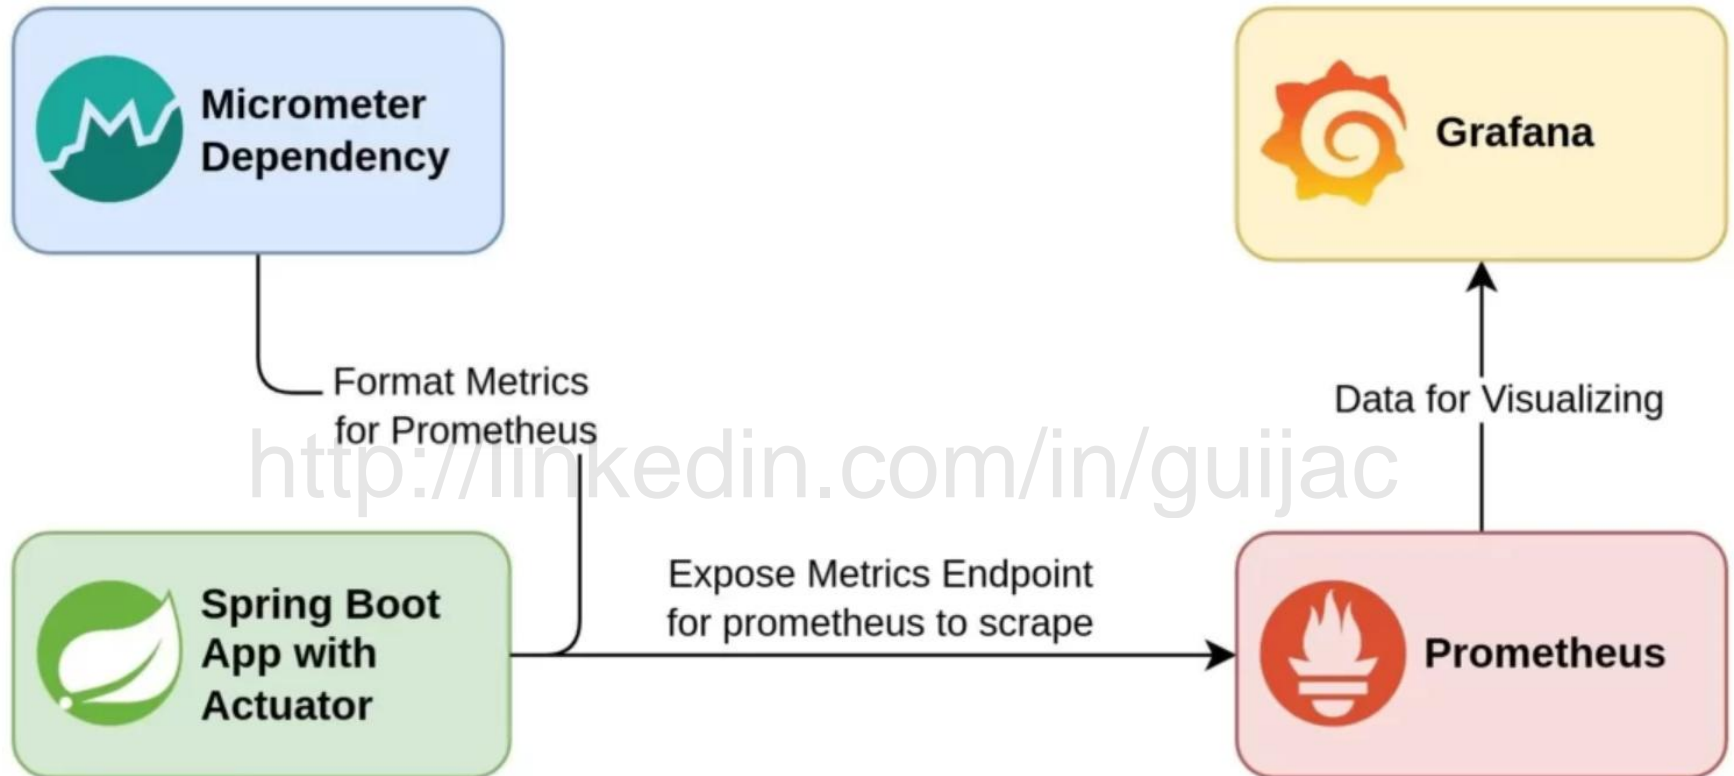 Micrometer
Dependency
Grafana
Format Metrics
for Prometheus
Data for Visualizing
http://linkedin.com/in/guijac
Spring Boot
App with
Actuator
Expose Metrics Endpoint
for prometheus to scrape
Prometheus